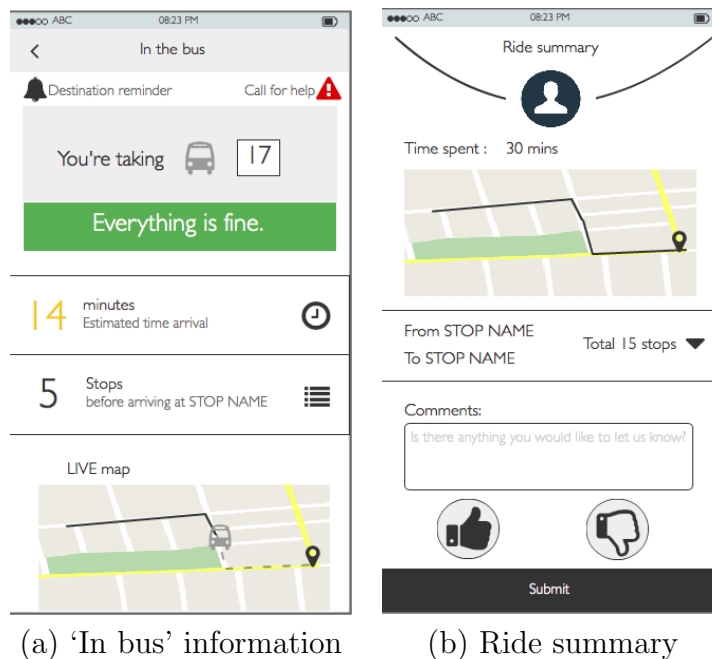 ABC 08:23 PM
In the bus
Destination reminder Call for help
You're taking 17
Everything is fine.
14 minutes
Estimated time arrival
5 Stops
before arriving at STOP NAME
LIVE map
(a) ‘In bus’ information
ABC 08:23 PM
Ride summary
Time spent : 30 mins
From STOP NAME
To STOP NAME
Total 15 stops
Comments:
Is there anything you would like to let us know?
Submit
(b) Ride summary